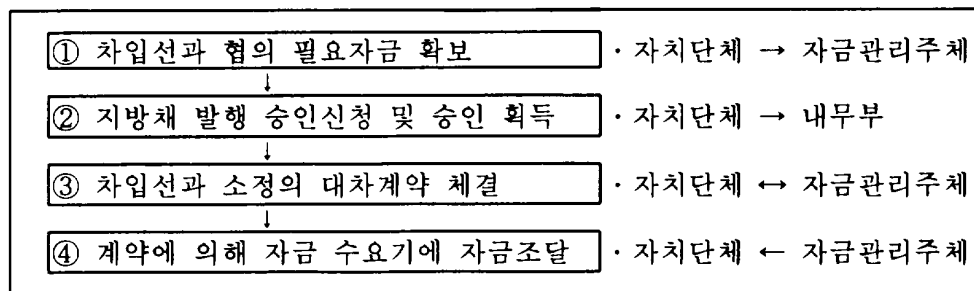 ① 차입선과 협의 필요자금 확보 · 자치단체 → 자금관리주체
↓
② 지방채 발행 승인신청 및 승인 획득 · 자치단체 → 내무부
↓
③ 차입선과 소정의 대차계약 체결 · 자치단체 ↔ 자금관리주체
↓
④ 계약에 의해 자금 수요기에 자금조달 · 자치단체 ← 자금관리주체